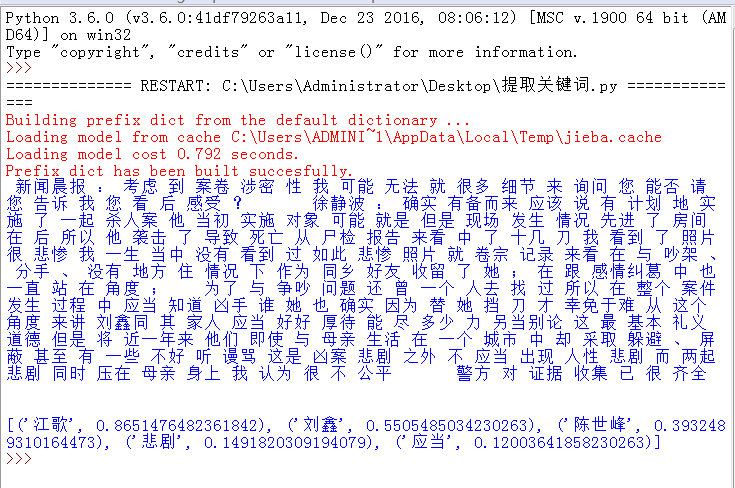 Python 3.6.0 (v3.6.0:41df79263a11, Dec 23 2016, 08:06:12) [MSC v.1900 64 bit (AM
D64)] on win32
Type "copyright", "credits" or "license()" for more information.
>>>
============== RESTART: C:\Users\Administrator\Desktop\提取关键词.py ============
===
Building prefix dict from the default dictionary ...
Loading model from cache C:\Users\ADMINI~1\AppData\Local\Temp\jieba.cache
Loading model cost 0.792 seconds.
Prefix dict has been built succesfully.
新闻晨报 ： 考虑 到 案卷 涉密 性 我 可能 无法 就 很多 细节 来 询问 您 能否 请
您 告诉 我 您 看 后 感受 ？ 徐静波 ： 确实 有备而来 应该 说 有 计划 地 实
施 了 一起 杀人案 他 当初 实施 对象 可能 就是 但是 现场 发生 情况 先进 了 房间
在 后 所以 他 袭击 了 导致 死亡 从 尸检 报告 来看 中 了 十几 刀 我 看到 了 照片
很 悲惨 我 一生 当中 没有 看到 过 如此 悲惨 照片 就 卷宗 记录 来看 在 与 吵架 、
分手 、 没有 地方 住 情况 下 作为 同乡 好友 收留 了 她 ； 在 跟 感情纠葛 中 也
一直 站在 角度 ； 为了 与 争吵 问题 还 曾 一个 人去 找 过 所以 在 整个 案件
发生 过程 中 应当 知道 凶手 谁 她 也 确实 因为 替 她 挡 刀 才 幸免于难 从 这个
角度 来讲 刘鑫同 其 家人 应当 好好 厚待 能 尽 多少 力 另当别论 这 最 基本 礼义
道德 但是 将 近一年来 他们 即使 与 母亲 生活 在 一个 城市 中 却 采取 躲避 、 屏
蔽 甚至 有 一些 不好 听 谩骂 这是 凶案 悲剧 之外 不 应当 出现 人性 悲剧 而 两起
悲剧 同时 压在 母亲 身上 我 认为 很 不 公平 警方 对 证据 收集 已 很 齐全
[('江歌', 0.8651476482361842), ('刘鑫', 0.5505485034230263), ('陈世峰', 0.393248
9310164473), ('悲剧', 0.1491820309194079), ('应当', 0.12003641858230263)]
>>>